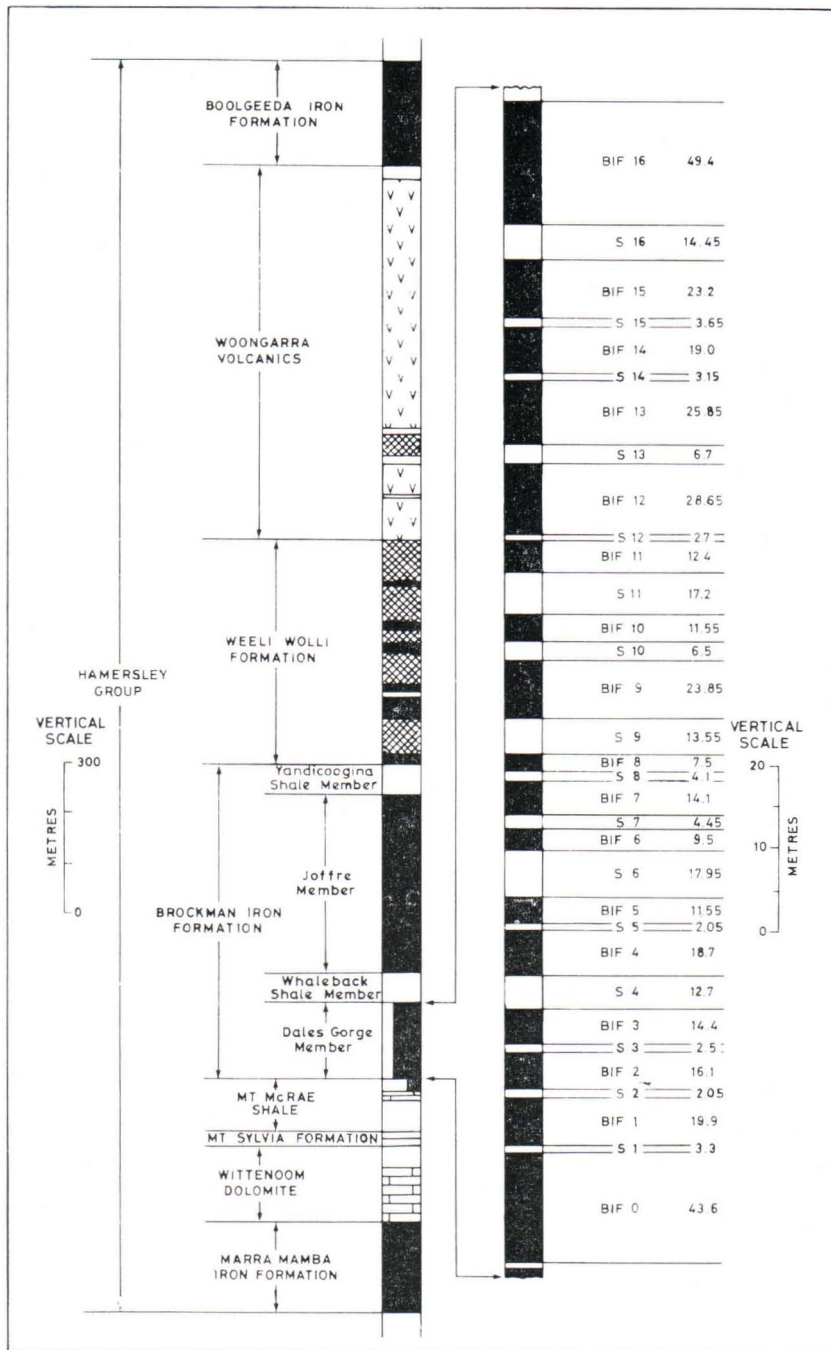 BOOLGEEDA IRON
FORMATION
WOONGARRA
VOLCANICS
WEELI WOLLI
FORMATION
HAMERSLEY
GROUP
VERTICAL
SCALE
300
METRES
0
Yandicoogina
Shale Member
Joffre
Member
BROCKMAN IRON
FORMATION
Whaleback
Shale Member
Dales Gorge
Member
MT McRAE
SHALE
MT SYLVIA FORMATION
WITTENOOM
DOLOMITE
MARRA MAMBA
IRON FORMATION
BIF 16 49.4
S 16 14.45
BIF 15 23.2
S 15 3.65
BIF 14 19.0
S 14 3.15
BIF 13 25.85
S 13 6.7
BIF 12 28.65
S 12 2.7
BIF 11 12.4
S 11 17.2
BIF 10 11.55
S 10 6.5
BIF 9 23.85
S 9 13.55
BIF 8 7.5
S 8 4.1
BIF 7 14.1
S 7 4.45
BIF 6 9.5
S 6 17.95
BIF 5 11.55
S 5 2.05
BIF 4 18.7
S 4 12.7
BIF 3 14.4
S 3 2.5
BIF 2 16.1
S 2 2.05
BIF 1 19.9
S 1 3.3
BIF 0 43.6
VERTICAL
SCALE
20
10
METRES
0